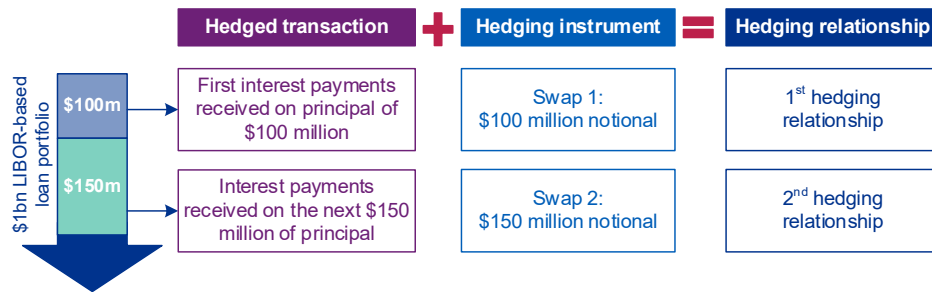 Hedged transaction
Hedging instrument
Hedging relationship
$1bn LIBOR-based
loan portfolio
$100m
First interest payments
received on principal of
$100 million
Swap 1:
$100 million notional
1st hedging
relationship
$150m
Interest payments
received on the next $150
million of principal
Swap 2:
$150 million notional
2nd hedging
relationship